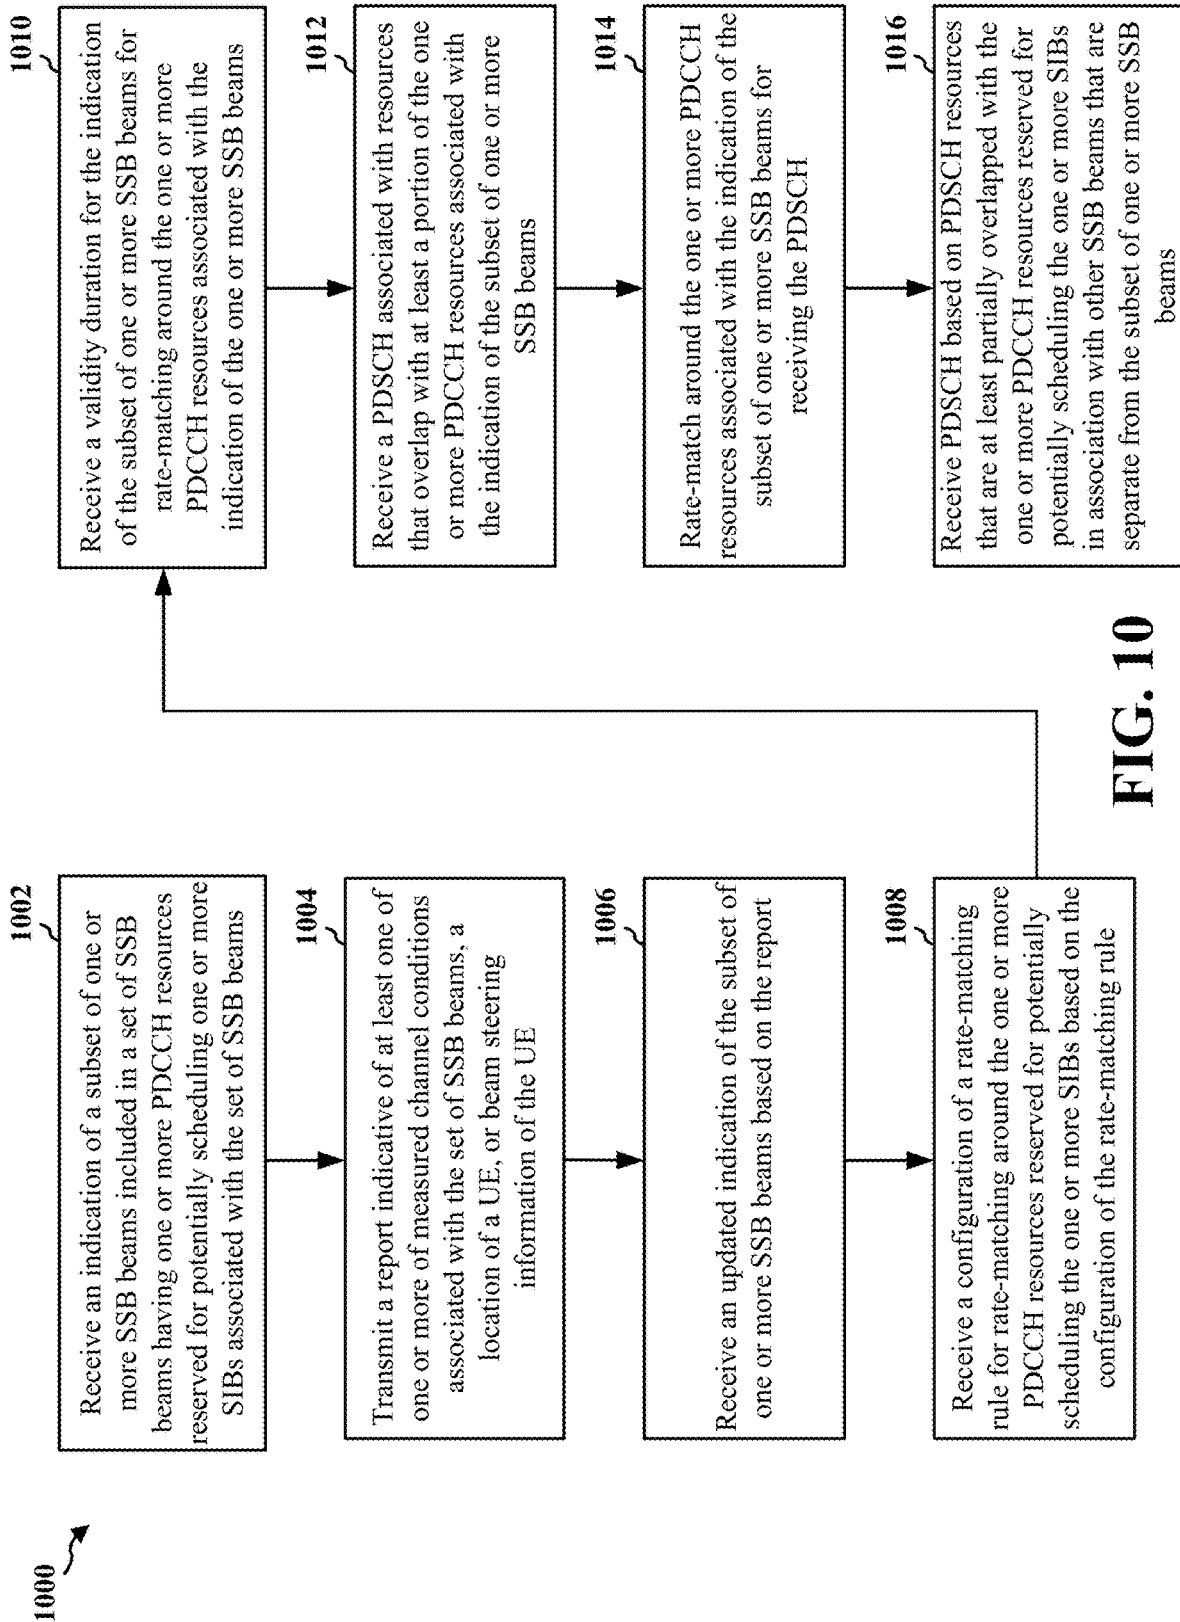 1000
1002
Receive an indication of a subset of one or
more SSB beams included in a set of SSB
beams having one or more PDCCH resources
reserved for potentially scheduling one or more
SIBs associated with the set of SSB beams
1004
Transmit a report indicative of at least one of
one or more of measured channel conditions
associated with the set of SSB beams, a
location of a UE, or beam steering
information of the UE
1006
Receive an updated indication of the subset of
one or more SSB beams based on the report
1008
Receive a configuration of a rate-matching
rule for rate-matching around the one or more
PDCCH resources reserved for potentially
scheduling the one or more SIBs based on the
configuration of the rate-matching rule
1010
Receive a validity duration for the indication
of the subset of one or more SSB beams for
rate-matching around the one or more
PDCCH resources associated with the
indication of the one or more SSB beams
1012
Receive a PDSCH associated with resources
that overlap with at least a portion of the one
or more PDCCH resources associated with
the indication of the subset of one or more
SSB beams
1014
Rate-match around the one or more PDCCH
resources associated with the indication of the
subset of one or more SSB beams for
receiving the PDSCH
1016
Receive PDSCH based on PDSCH resources
that are at least partially overlapped with the
one or more PDCCH resources reserved for
potentially scheduling the one or more SIBs
in association with other SSB beams that are
separate from the subset of one or more SSB
beams
FIG. 10